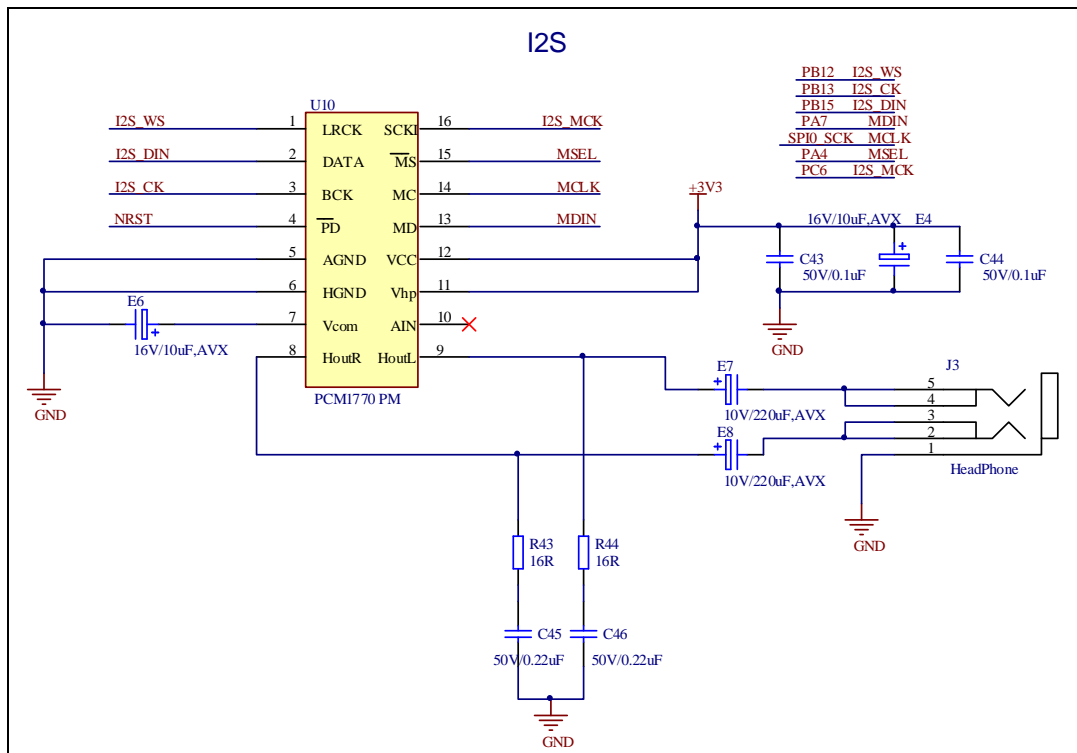 I2S
PB12 I2S_WS
PB13 I2S_CK
PB15 I2S_DIN
PA7 MDIN
SPI0_SCK MCLK
PA4 MSEL
PC6 I2S_MCK
U10
I2S_WS 1 LRCK SCKI 16 I2S_MCK
I2S_DIN 2 DATA MS 15 MSEL
I2S_CK 3 BCK MC 14 MCLK
NRST 4 PD MD 13 MDIN
5 AGND VCC 12
6 HGND Vhp 11
7 Vcom AIN 10
8 HoutR HoutL 9
PCM1770 PM
E6
16V/10uF,AVX
GND
+3V3
16V/10uF,AVX E4
C43
50V/0.1uF
C44
50V/0.1uF
GND
E7
10V/220uF,AVX
E8
10V/220uF,AVX
J3
5
4
3
2
1
HeadPhone
GND
R43
16R
R44
16R
C45
50V/0.22uF
C46
50V/0.22uF
GND